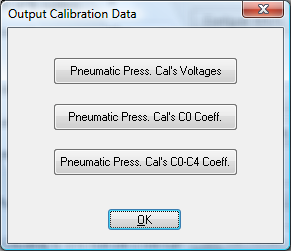 Output Calibration Data
Pneumatic Press. Cal's Voltages
Pneumatic Press. Cal's C0 Coeff.
Pneumatic Press. Cal's C0-C4 Coeff.
OK